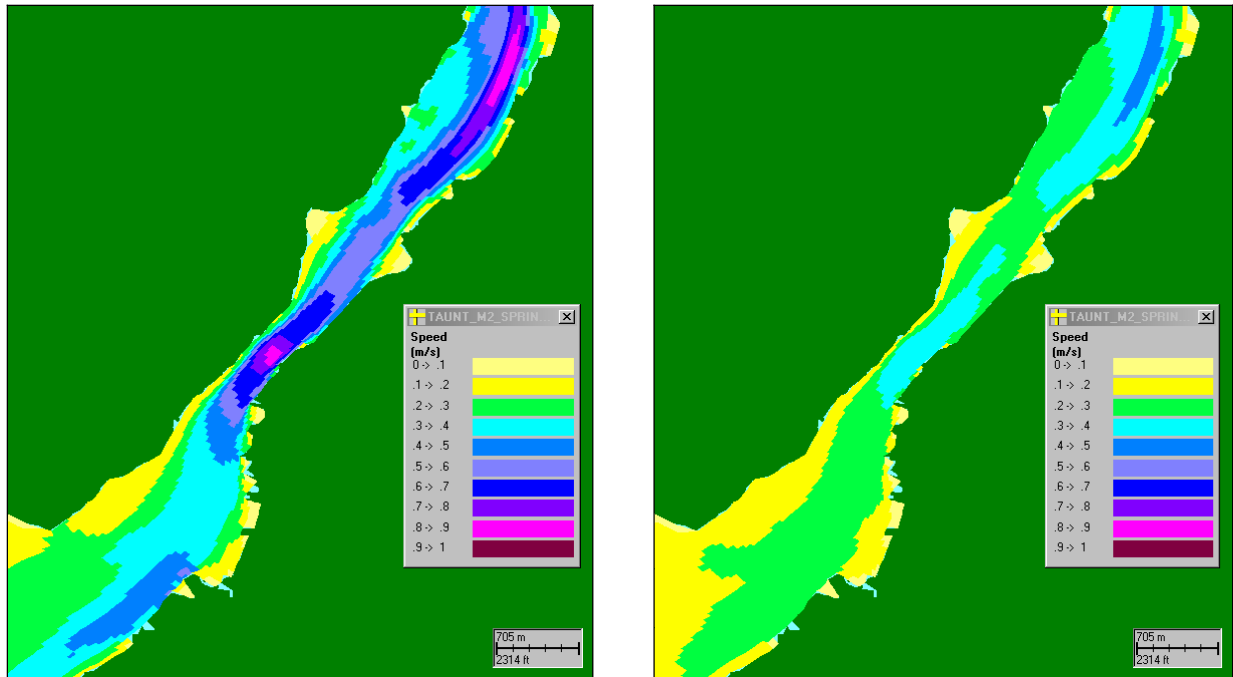 TAUNT_M2_SPRIN...
Speed
(m/s)
0 -> .1
.1 -> .2
.2 -> .3
.3 -> .4
.4 -> .5
.5 -> .6
.6 -> .7
.7 -> .8
.8 -> .9
.9 -> 1
705 m
2314 ft
TAUNT_M2_SPRIN...
Speed
(m/s)
0 -> .1
.1 -> .2
.2 -> .3
.3 -> .4
.4 -> .5
.5 -> .6
.6 -> .7
.7 -> .8
.8 -> .9
.9 -> 1
705 m
2314 ft